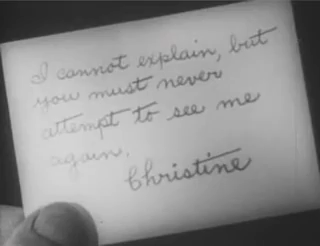 I cannot explain, but
you must never
attempt to see me
again.
Christine